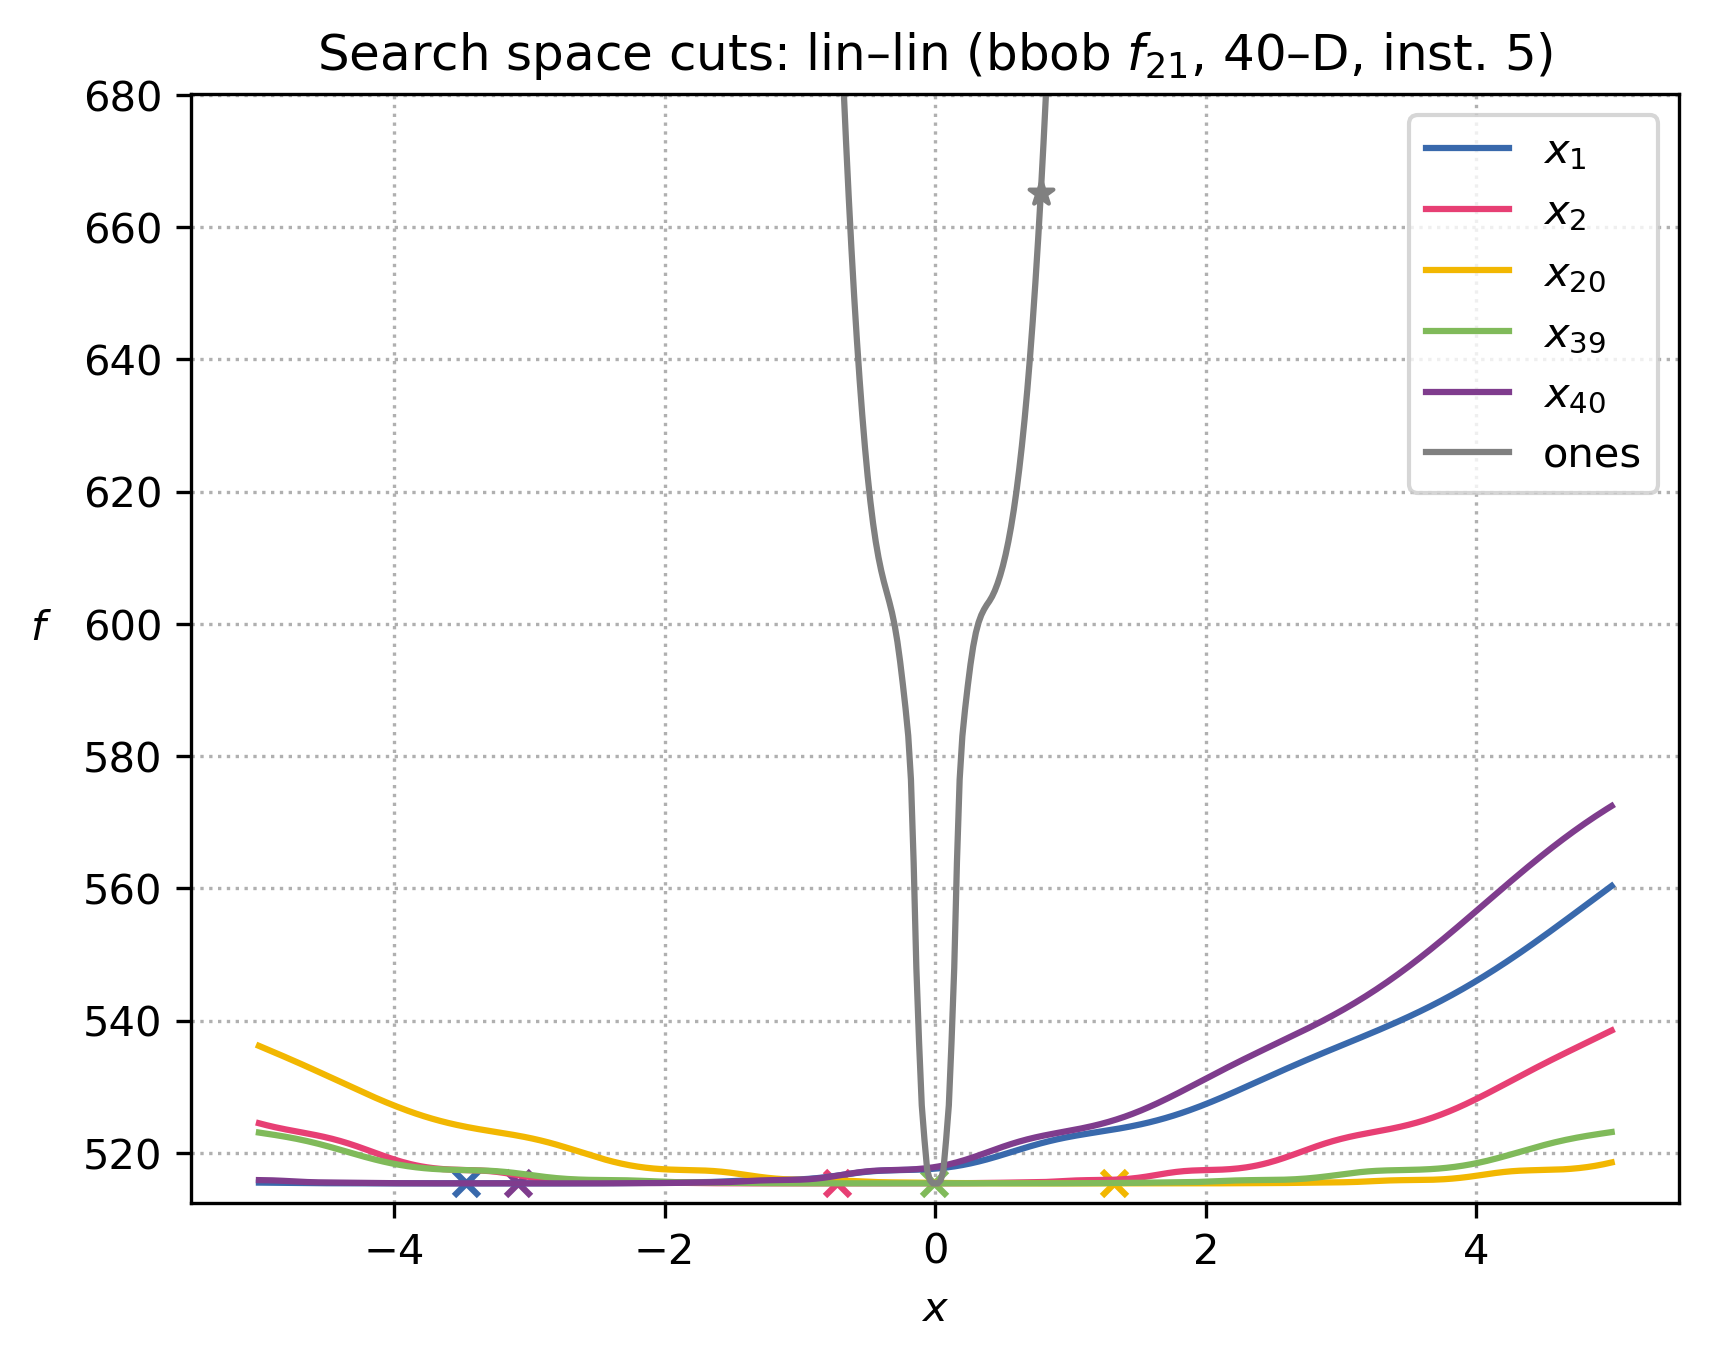 Search space cuts: lin–lin (bbob f21, 40–D, inst. 5)
680
660
640
620
600
580
560
540
520
f
−4
−2
0
2
4
x
x1
x2
x20
x39
x40
ones